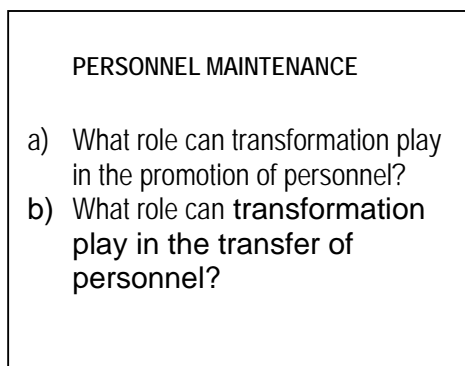 PERSONNEL MAINTENANCE
a) What role can transformation play
in the promotion of personnel?
b) What role can transformation
play in the transfer of
personnel?